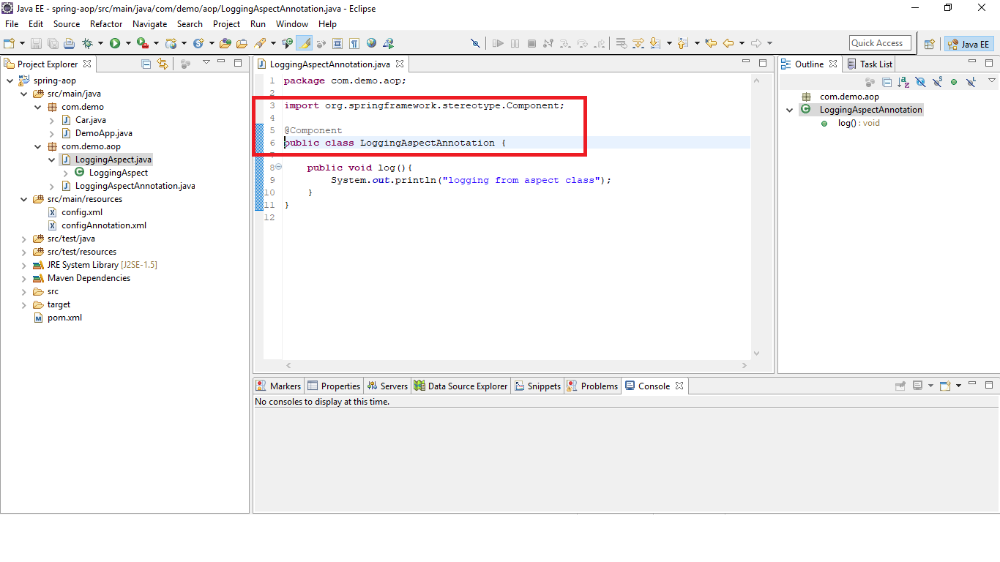 Java EE - spring-aop/src/main/java/com/demo/aop/LoggingAspectAnnotation.java - Eclipse
File Edit Source Refactor Navigate Search Project Run Window Help
Quick Access
Java EE
Project Explorer
spring-aop
src/main/java
com.demo
Car.java
DemoApp.java
com.demo.aop
LoggingAspect.java
LoggingAspect
LoggingAspectAnnotation.java
src/main/resources
config.xml
configAnnotation.xml
src/test/java
src/test/resources
JRE System Library [J2SE-1.5]
Maven Dependencies
src
target
pom.xml
LoggingAspectAnnotation.java
1 package com.demo.aop;
2
3 import org.springframework.stereotype.Component;
4
5 @Component
6 public class LoggingAspectAnnotation {
8 public void log(){
9 System.out.println("logging from aspect class");
10 }
11 }
12
Outline Task List
com.demo.aop
LoggingAspectAnnotation
log() : void
Markers Properties Servers Data Source Explorer Snippets Problems Console
No consoles to display at this time.